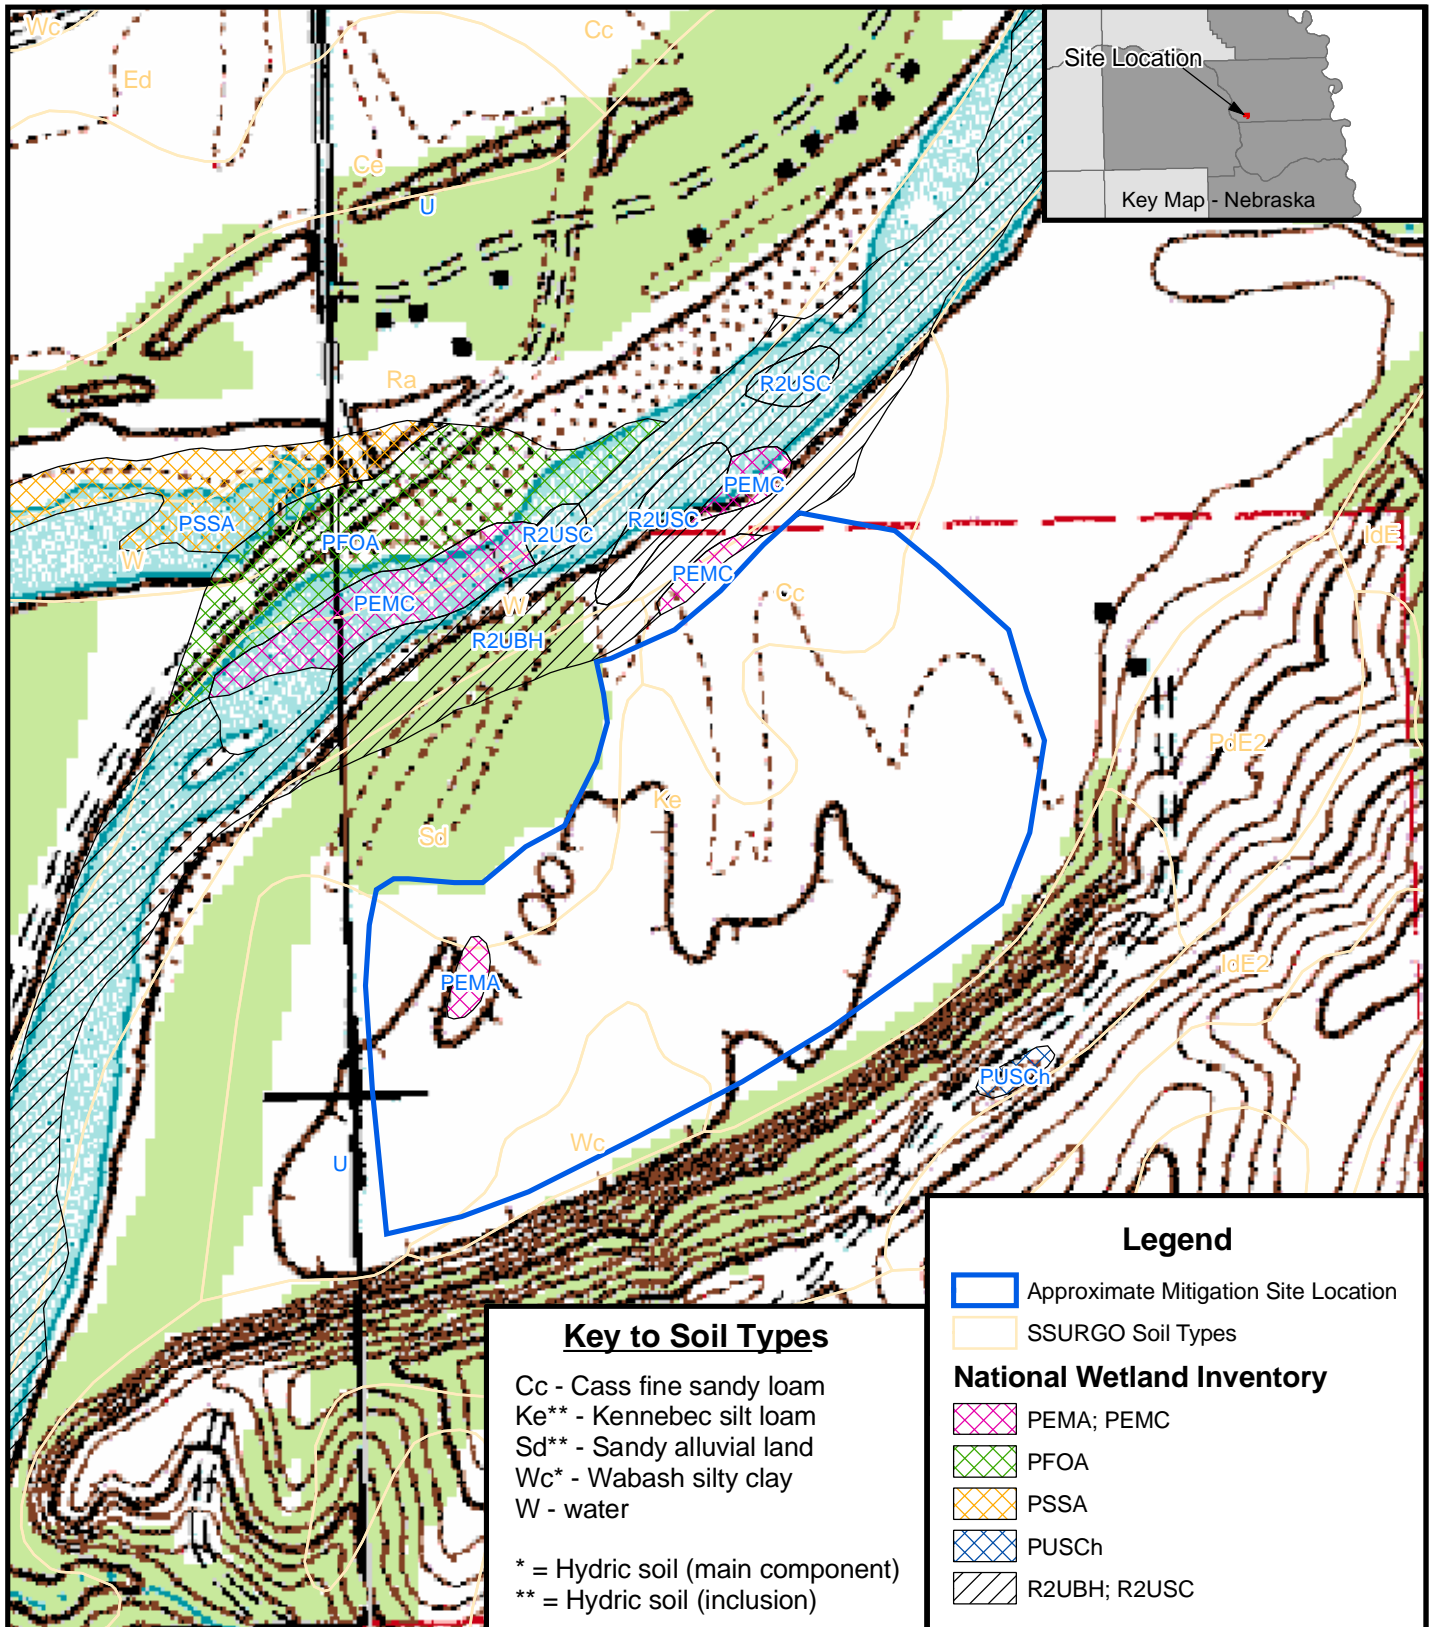 Wc
Cc
Ed
Site Location
Key Map - Nebraska
Ce
U
Ra
R2USC
PEMC
PSSA
R2USC
R2USC
PFOA
W
IdE
PEMC
Cc
PEMC
W
R2UBH
PdE2
Ke
Sd
IdE2
PEMA
PUSCh
Wc
U
Legend
Approximate Mitigation Site Location
SSURGO Soil Types
National Wetland Inventory
PEMA; PEMC
PFOA
PSSA
PUSCh
R2UBH; R2USC
Key to Soil Types
Cc - Cass fine sandy loam
Ke** - Kennebec silt loam
Sd** - Sandy alluvial land
Wc* - Wabash silty clay
W - water
* = Hydric soil (main component)
** = Hydric soil (inclusion)